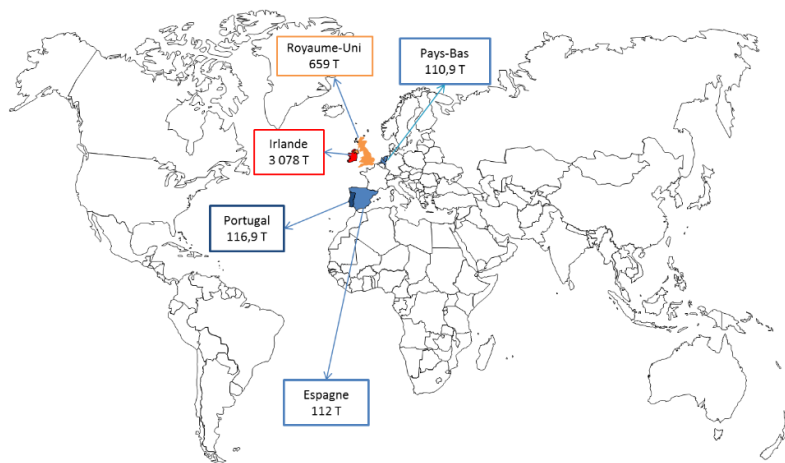 Royaume-Uni
659 T
Pays-Bas
110,9 T
Irlande
3 078 T
Portugal
116,9 T
Espagne
112 T